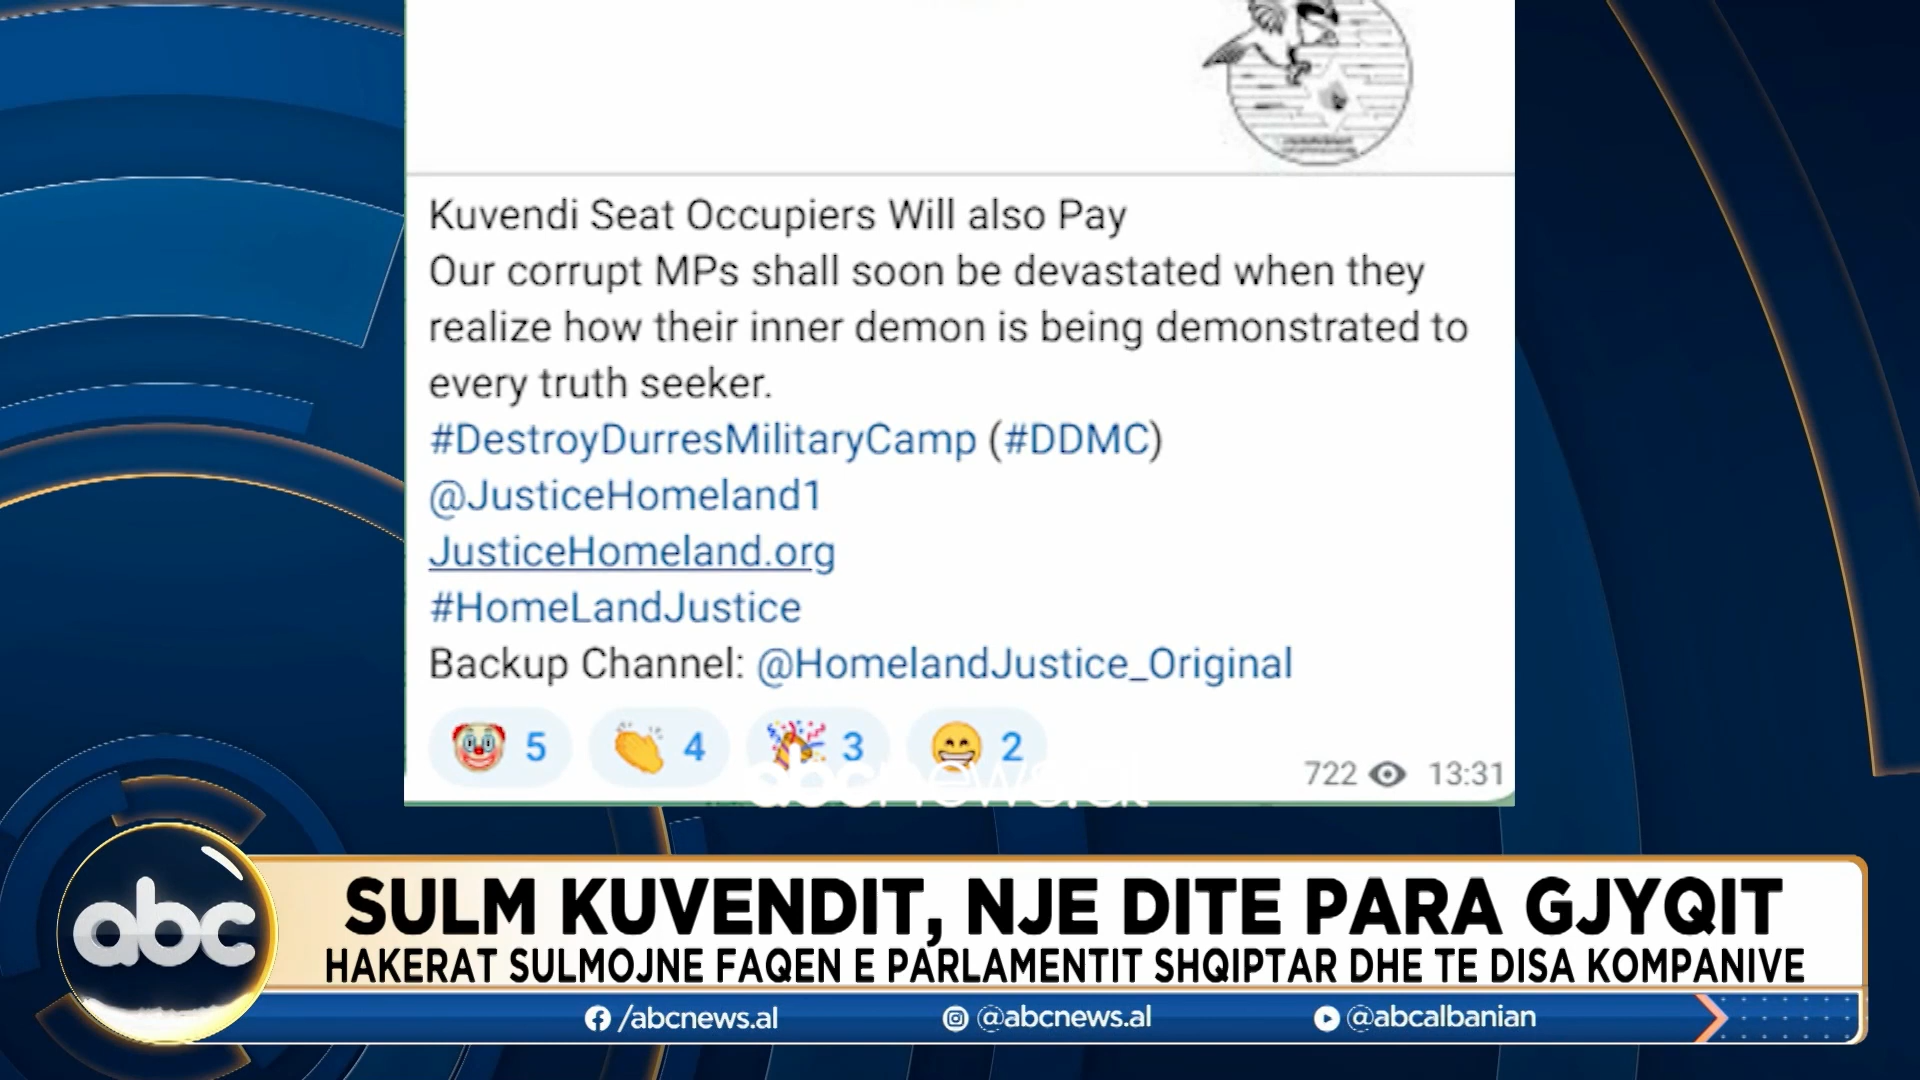 Kuvendi Seat Occupiers Will also Pay
Our corrupt MPs shall soon be devastated when they
realize how their inner demon is being demonstrated to
every truth seeker.
#DestroyDurresMilitaryCamp (#DDMC)
@JusticeHomeland1
JusticeHomeland.org
#HomeLandJustice
Backup Channel: @HomelandJustice_Original
5 4 3 2
722 13:31
abcnews.al
abc
SULM KUVENDIT, NJE DITE PARA GJYQIT
HAKERAT SULMOJNE FAQEN E PARLAMENTIT SHQIPTAR DHE TE DISA KOMPANIVE
/abcnews.al @abcnews.al @abcalbanian